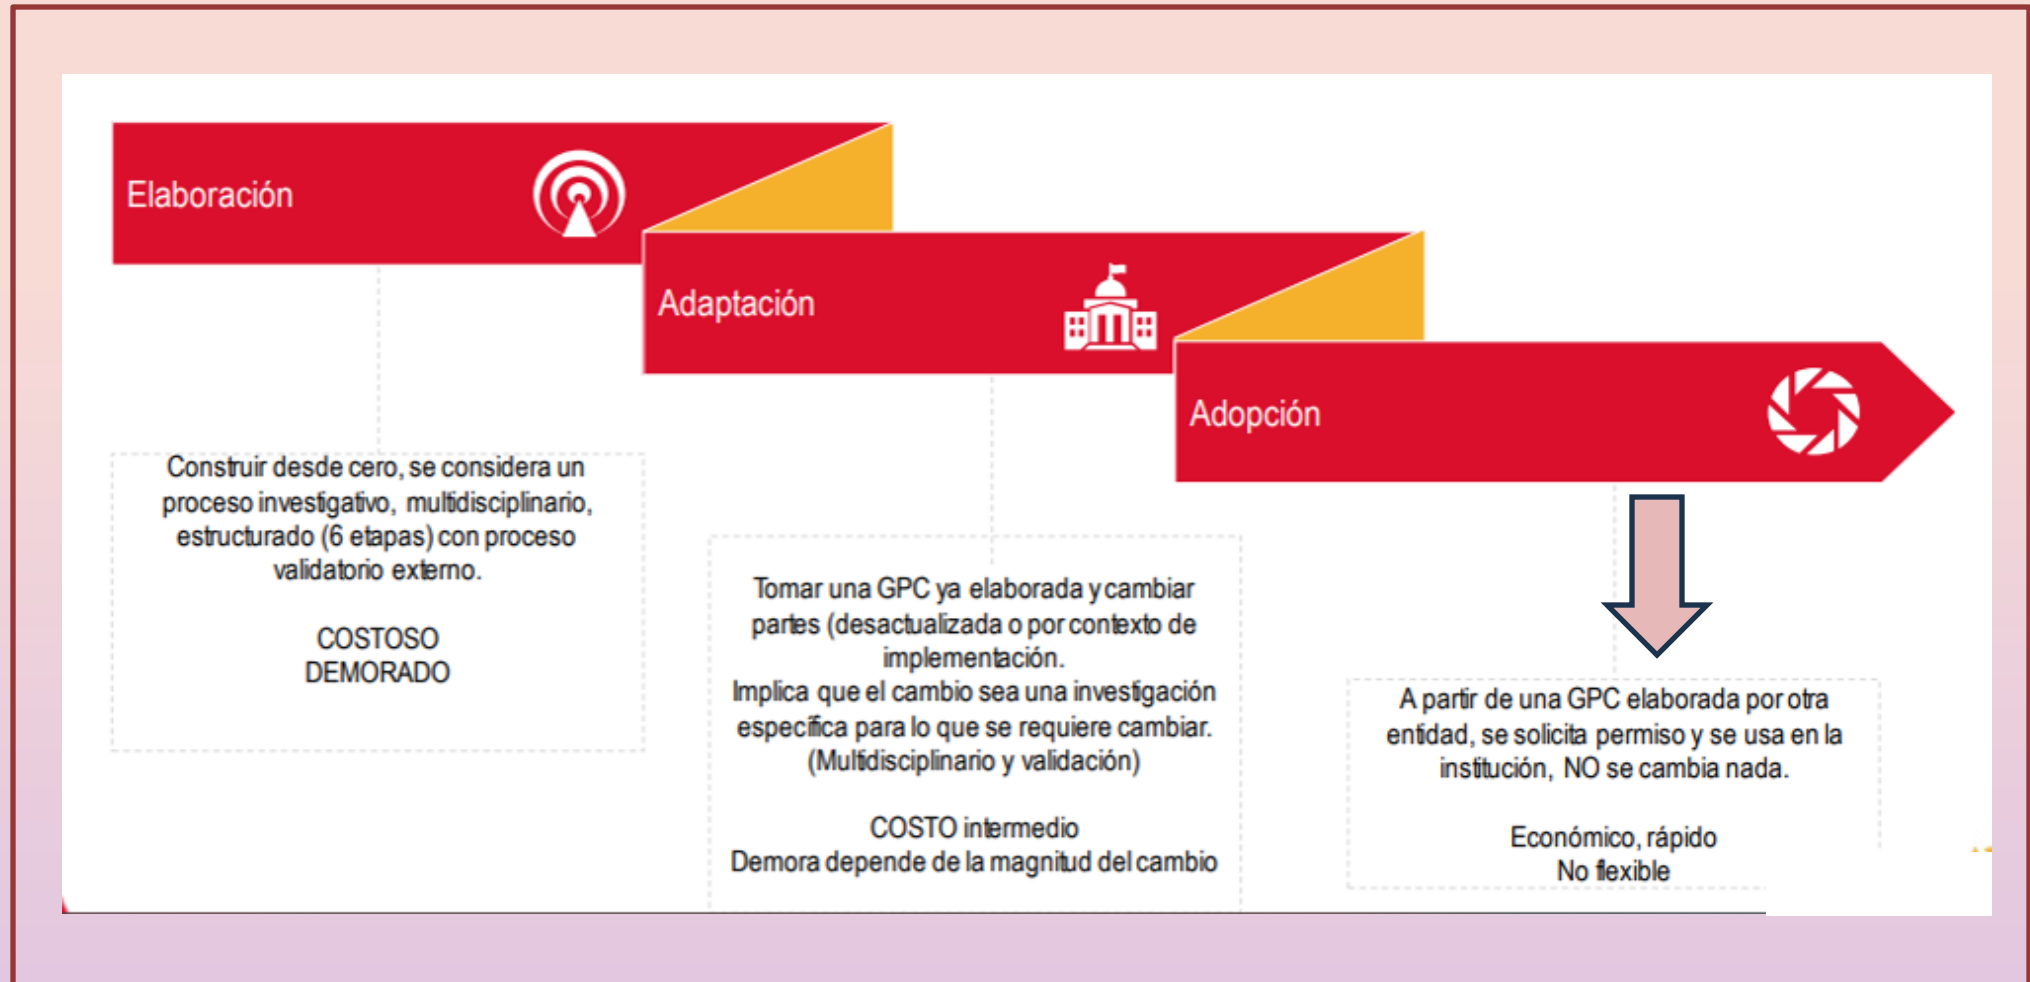 Elaboración
Adaptación
Adopción
Construir desde cero, se considera un
proceso investigativo, multidisciplinario,
estructurado (6 etapas) con proceso
validatorio externo.
COSTOSO
DEMORADO
Tomar una GPC ya elaborada y cambiar
partes (desactualizada o por contexto de
implementación.
Implica que el cambio sea una investigación
específica para lo que se requiere cambiar.
(Multidisciplinario y validación)
COSTO intermedio
Demora depende de la magnitud del cambio
A partir de una GPC elaborada por otra
entidad, se solicita permiso y se usa en la
institución, NO se cambia nada.
Económico, rápido
No flexible